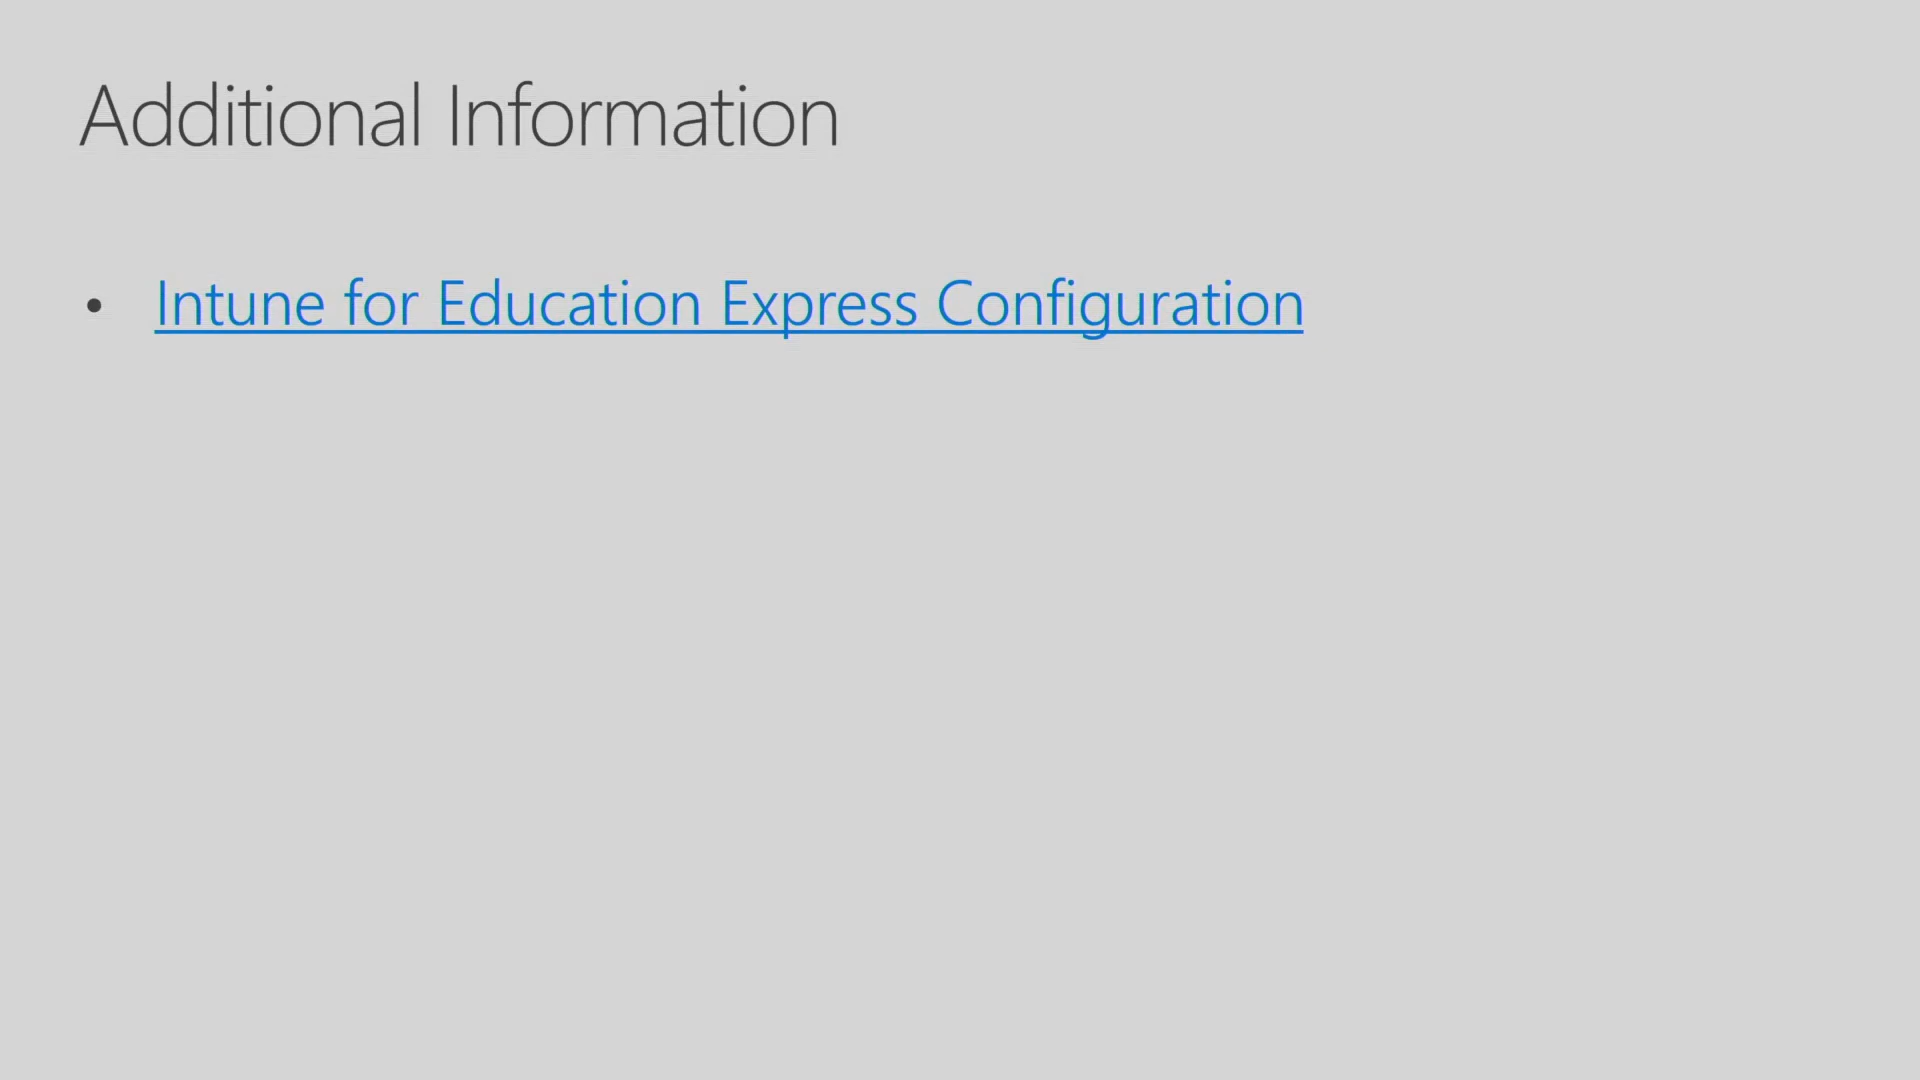 Additional Information
• Intune for Education Express Configuration